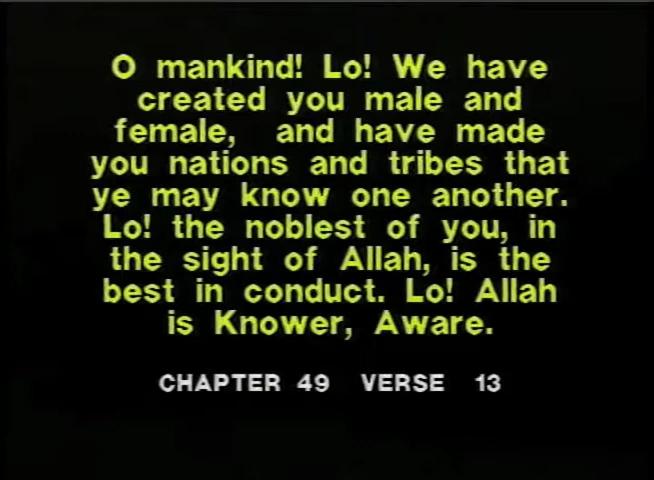 O mankind! Lo! We have
created you male and
female, and have made
you nations and tribes that
ye may know one another.
Lo! the noblest of you, in
the sight of Allah, is the
best in conduct. Lo! Allah
is Knower, Aware.
CHAPTER 49 VERSE 13